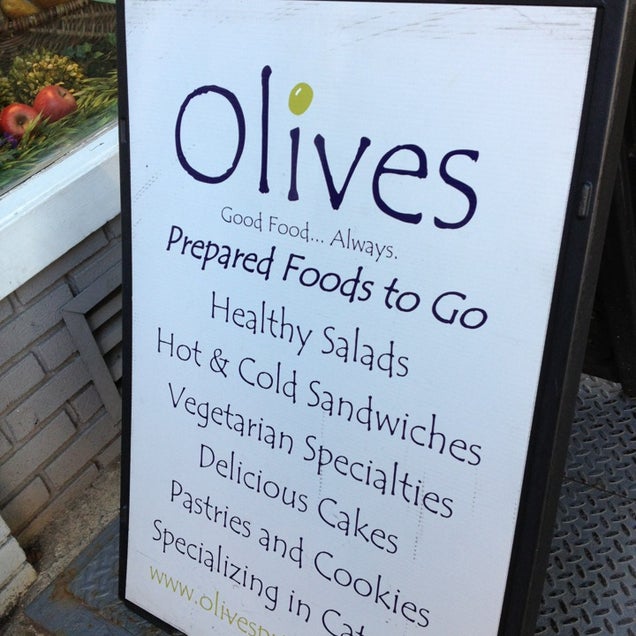 Olives
Good Food... Always.
Prepared Foods to Go
Healthy Salads
Hot & Cold Sandwiches
Vegetarian Specialties
Delicious Cakes
Pastries and Cookies
Specializing in